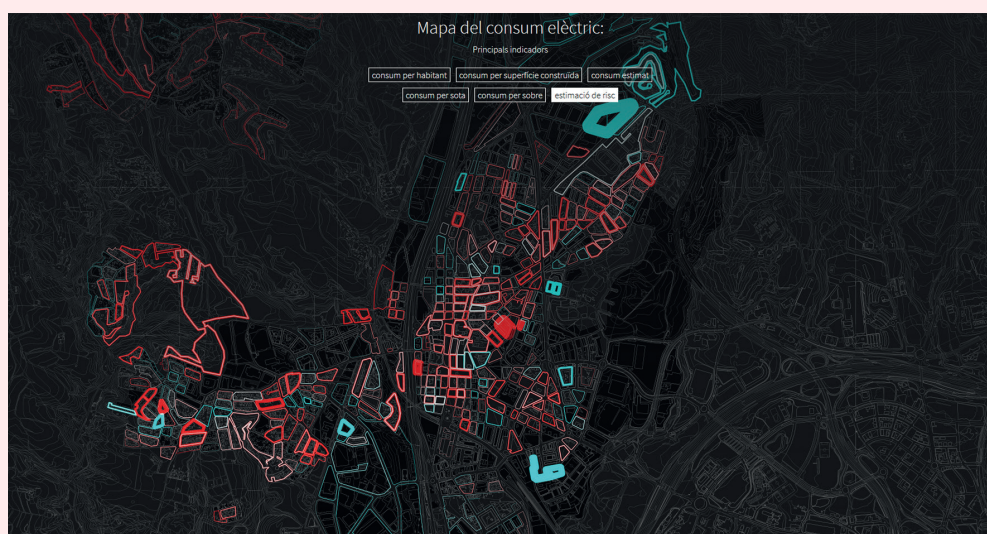 Mapa del consum elèctric:
Principals indicadors
consum per habitant consum per superfície construïda consum estimat
consum per sota consum per sobre estimació de risc